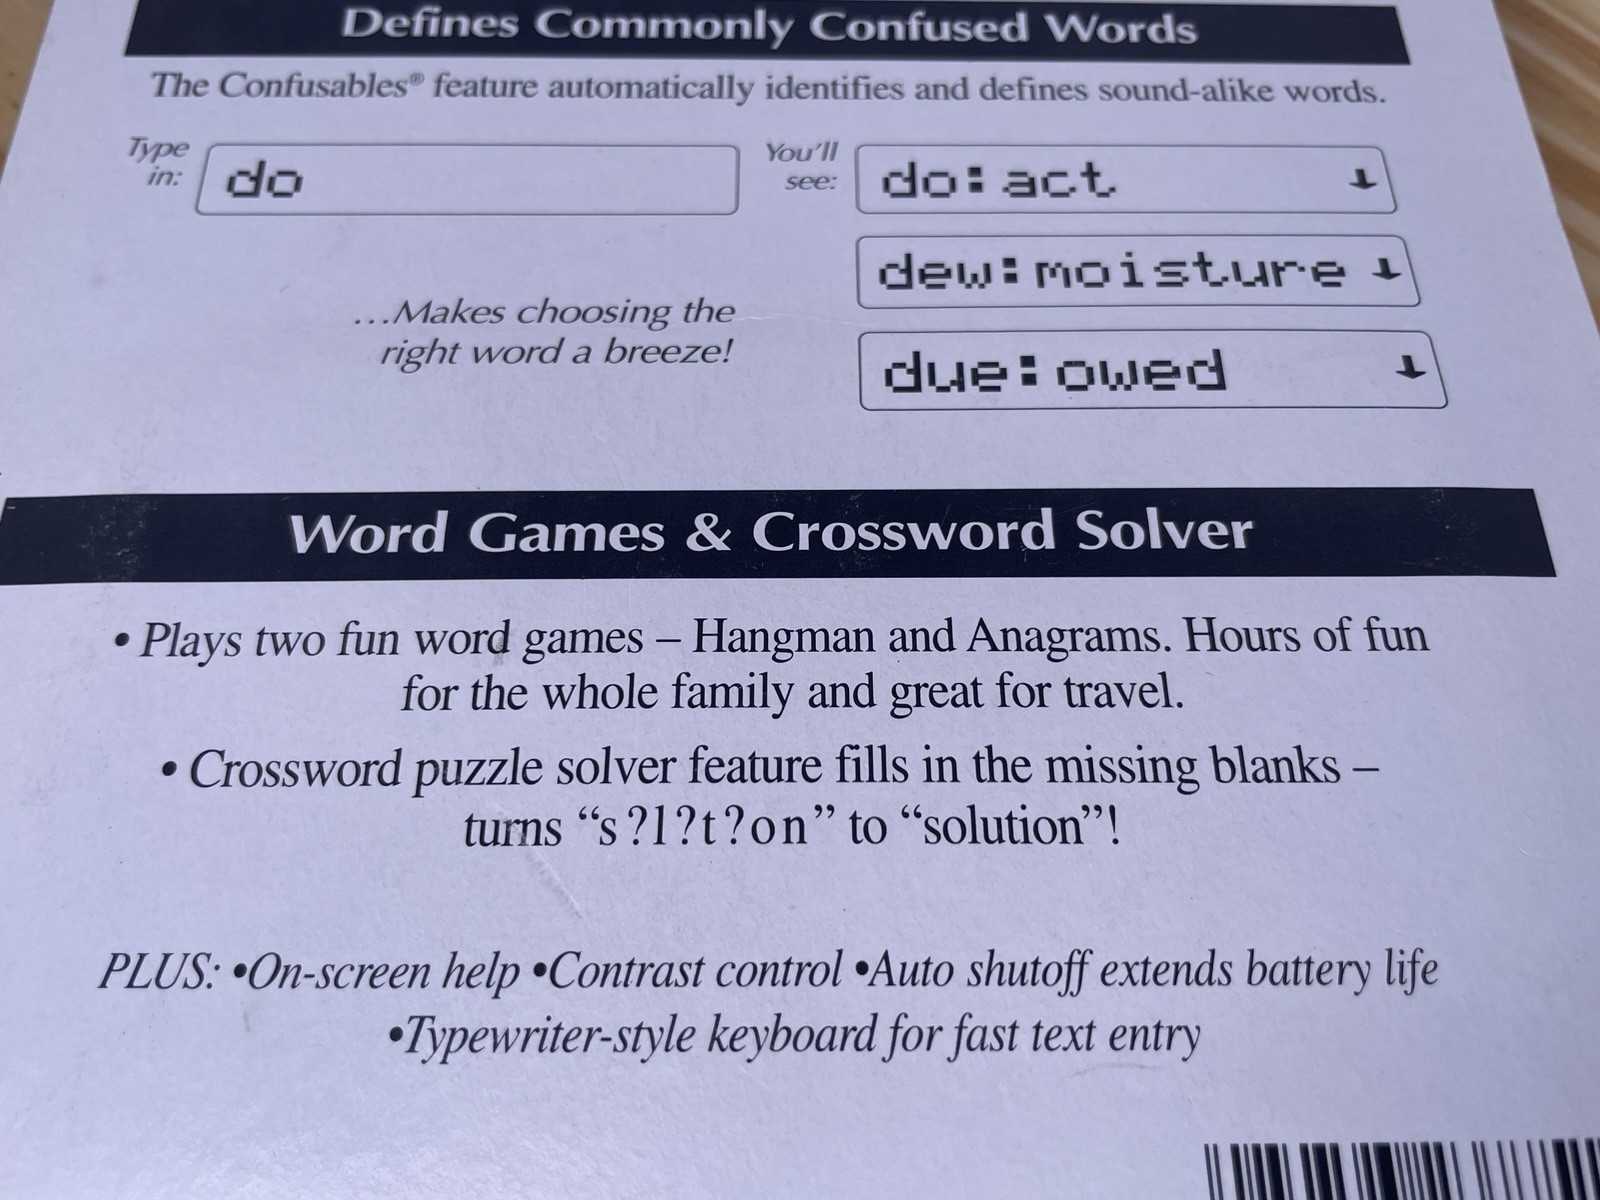 Defines Commonly Confused Words
The Confusables® feature automatically identifies and defines sound-alike words.
Type
in:
do
You'll
see:
do:act ↓
dew:moisture ↓
...Makes choosing the
right word a breeze!
due:owed ↓
Word Games & Crossword Solver
• Plays two fun word games – Hangman and Anagrams. Hours of fun
for the whole family and great for travel.
• Crossword puzzle solver feature fills in the missing blanks –
turns “s?l?t?on” to “solution”!
PLUS: •On-screen help •Contrast control •Auto shutoff extends battery life
•Typewriter-style keyboard for fast text entry